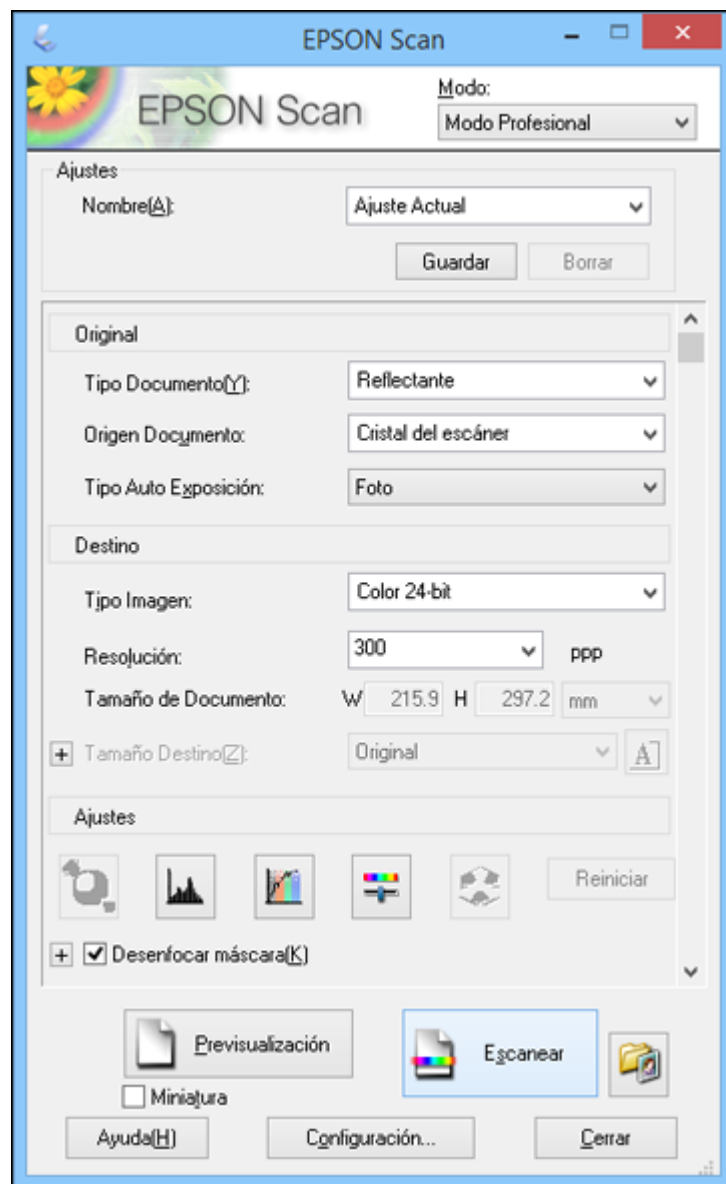 EPSON Scan
EPSON Scan
Modo:
Modo Profesional
Ajustes
Nombre(A): Ajuste Actual
Guardar Borrar
Original
Tipo Documento(Y): Reflectante
Origen Documento: Cristal del escáner
Tipo Auto Exposición: Foto
Destino
Tipo Imagen: Color 24-bit
Resolución: 300 ppp
Tamaño de Documento: W 215.9 H 297.2 mm
Tamaño Destino(Z): Original A
Ajustes
Reiniciar
Desenfocar máscara(K)
Previsualización Escanear
Miniatura
Ayuda(H) Configuración... Cerrar